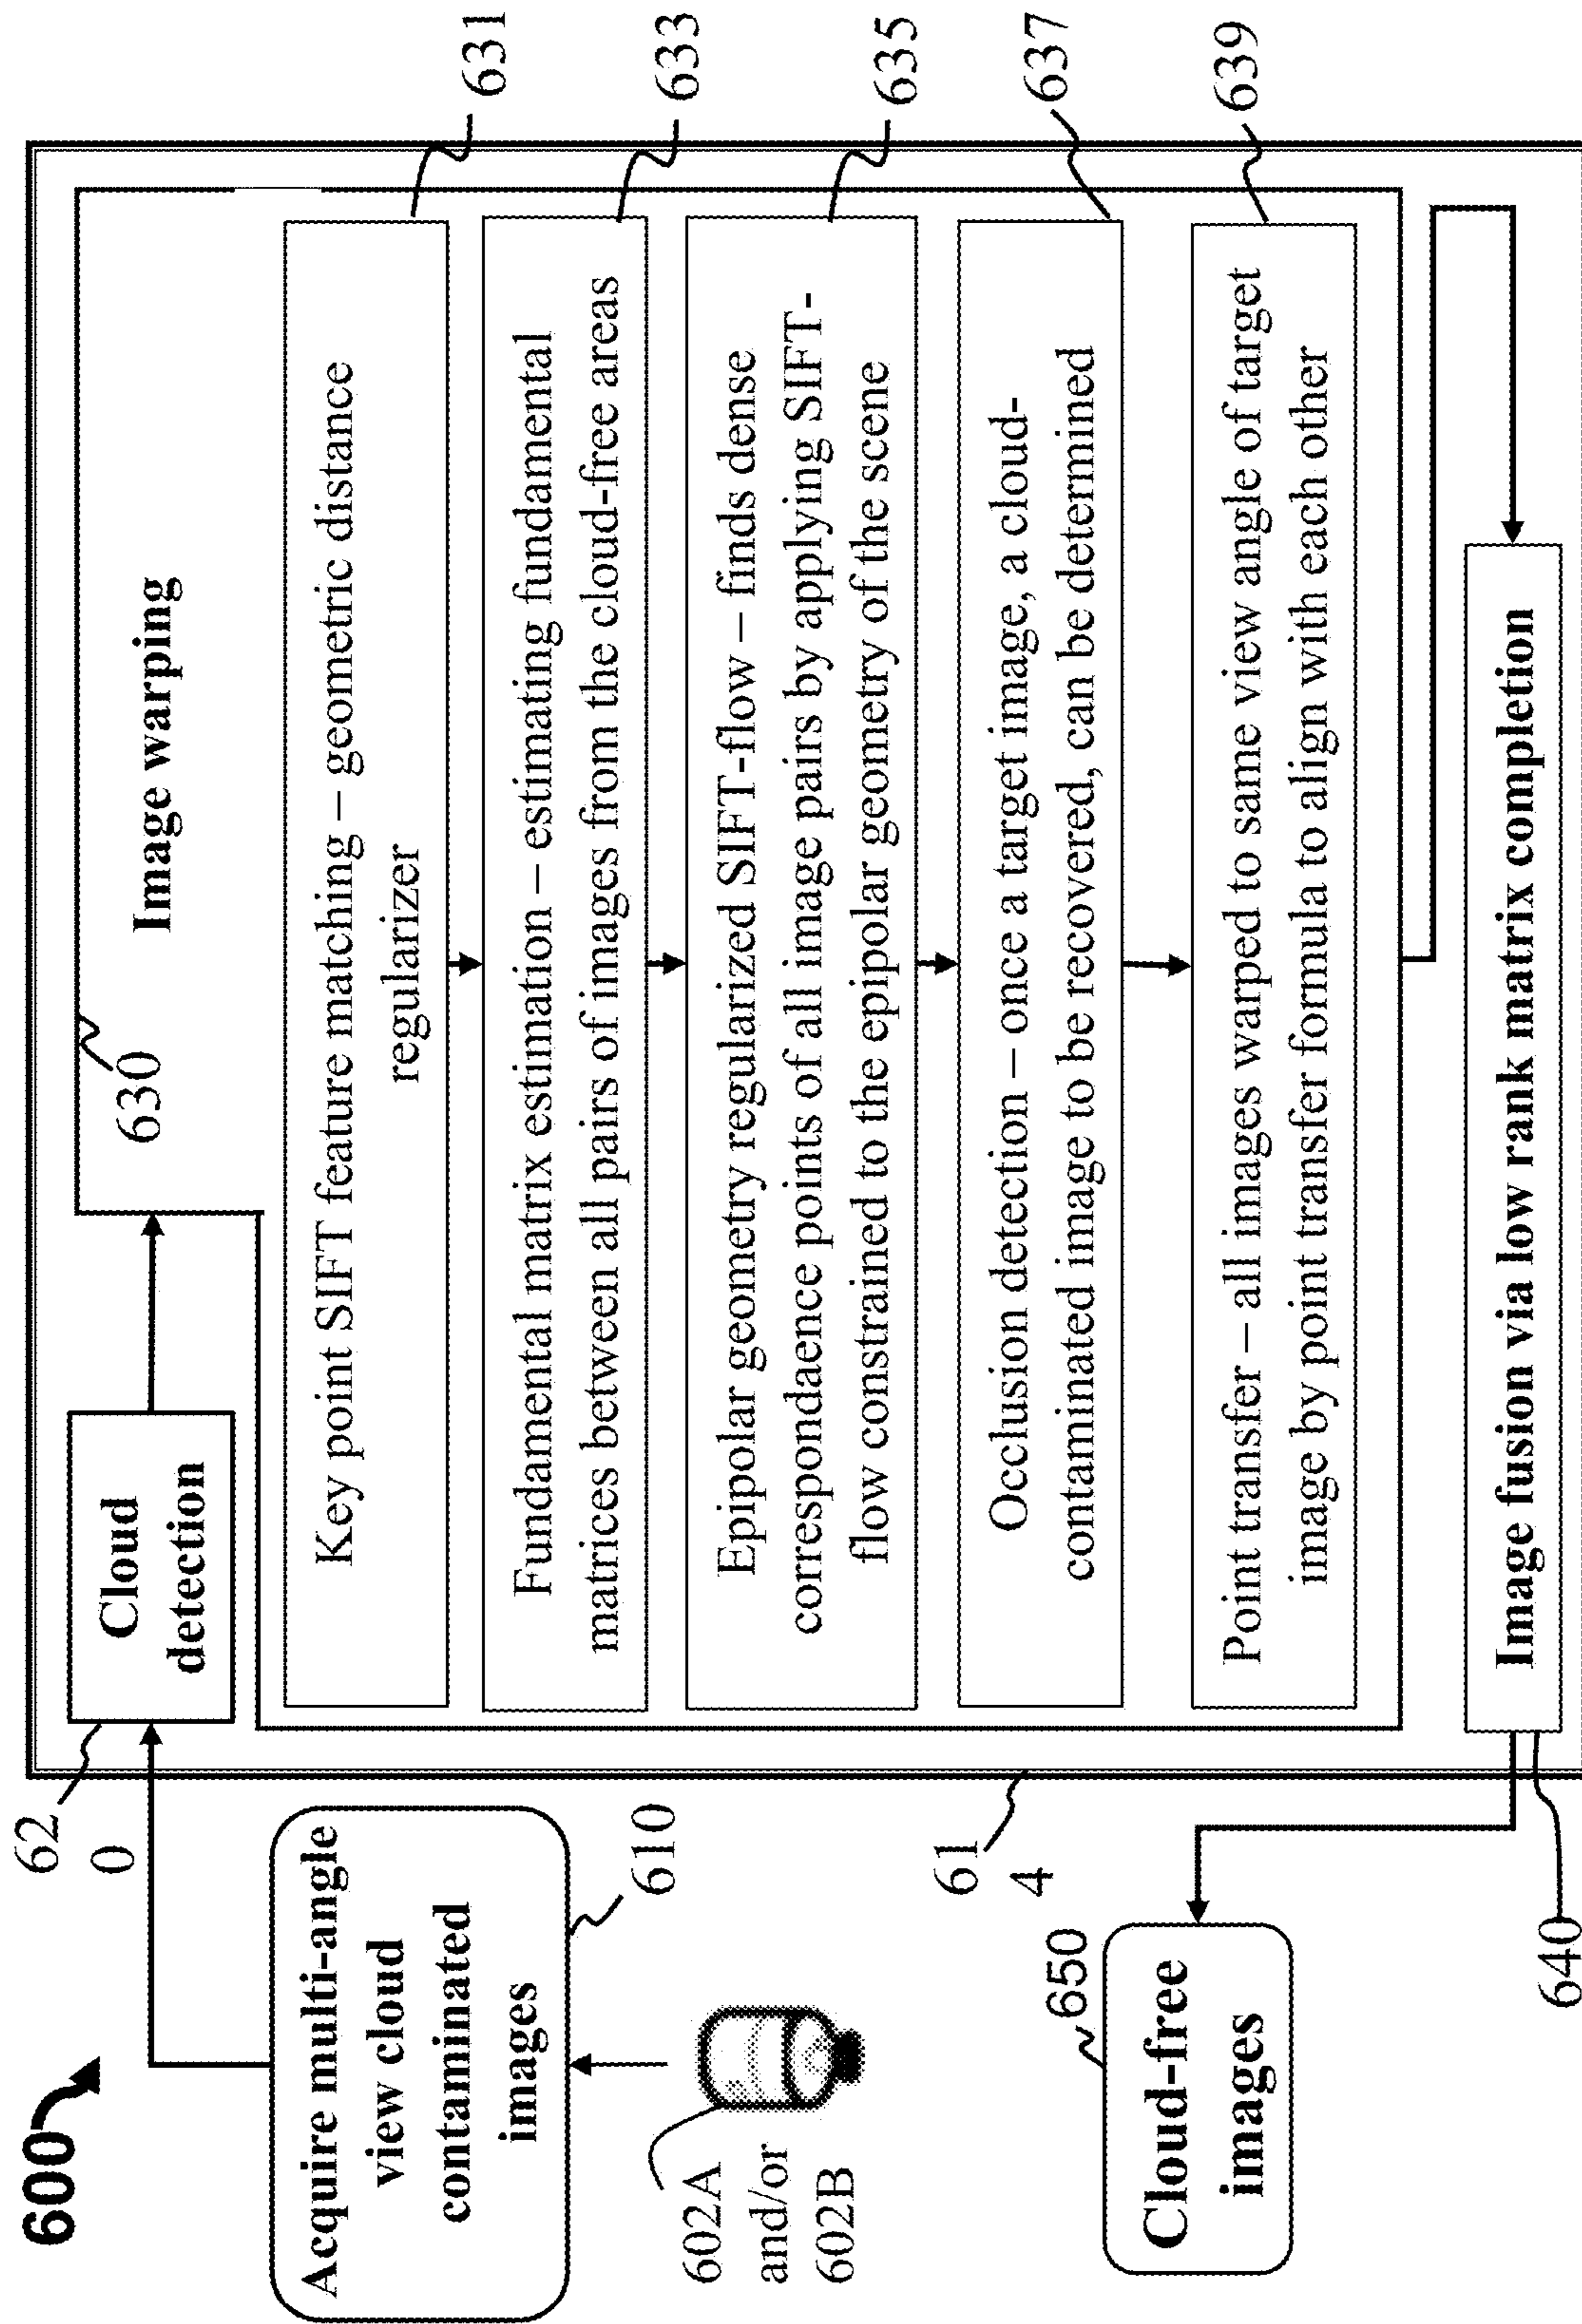 600
Acquire multi-angle
view cloud
contaminated
images
610
602A
and/or
602B
62
0
Cloud
detection
630
Image warping
Key point SIFT feature matching – geometric distance
regularizer
631
Fundamental matrix estimation – estimating fundamental
matrices between all pairs of images from the cloud-free areas
633
Epipolar geometry regularized SIFT-flow – finds dense
correspondaence points of all image pairs by applying SIFT-
flow constrained to the epipolar geometry of the scene
635
Occlusion detection – once a target image, a cloud-
contaminated image to be recovered, can be determined
637
Point transfer – all images warped to same view angle of target
image by point transfer formula to align with each other
639
61
4
Image fusion via low rank matrix completion
640
650
Cloud-free
images